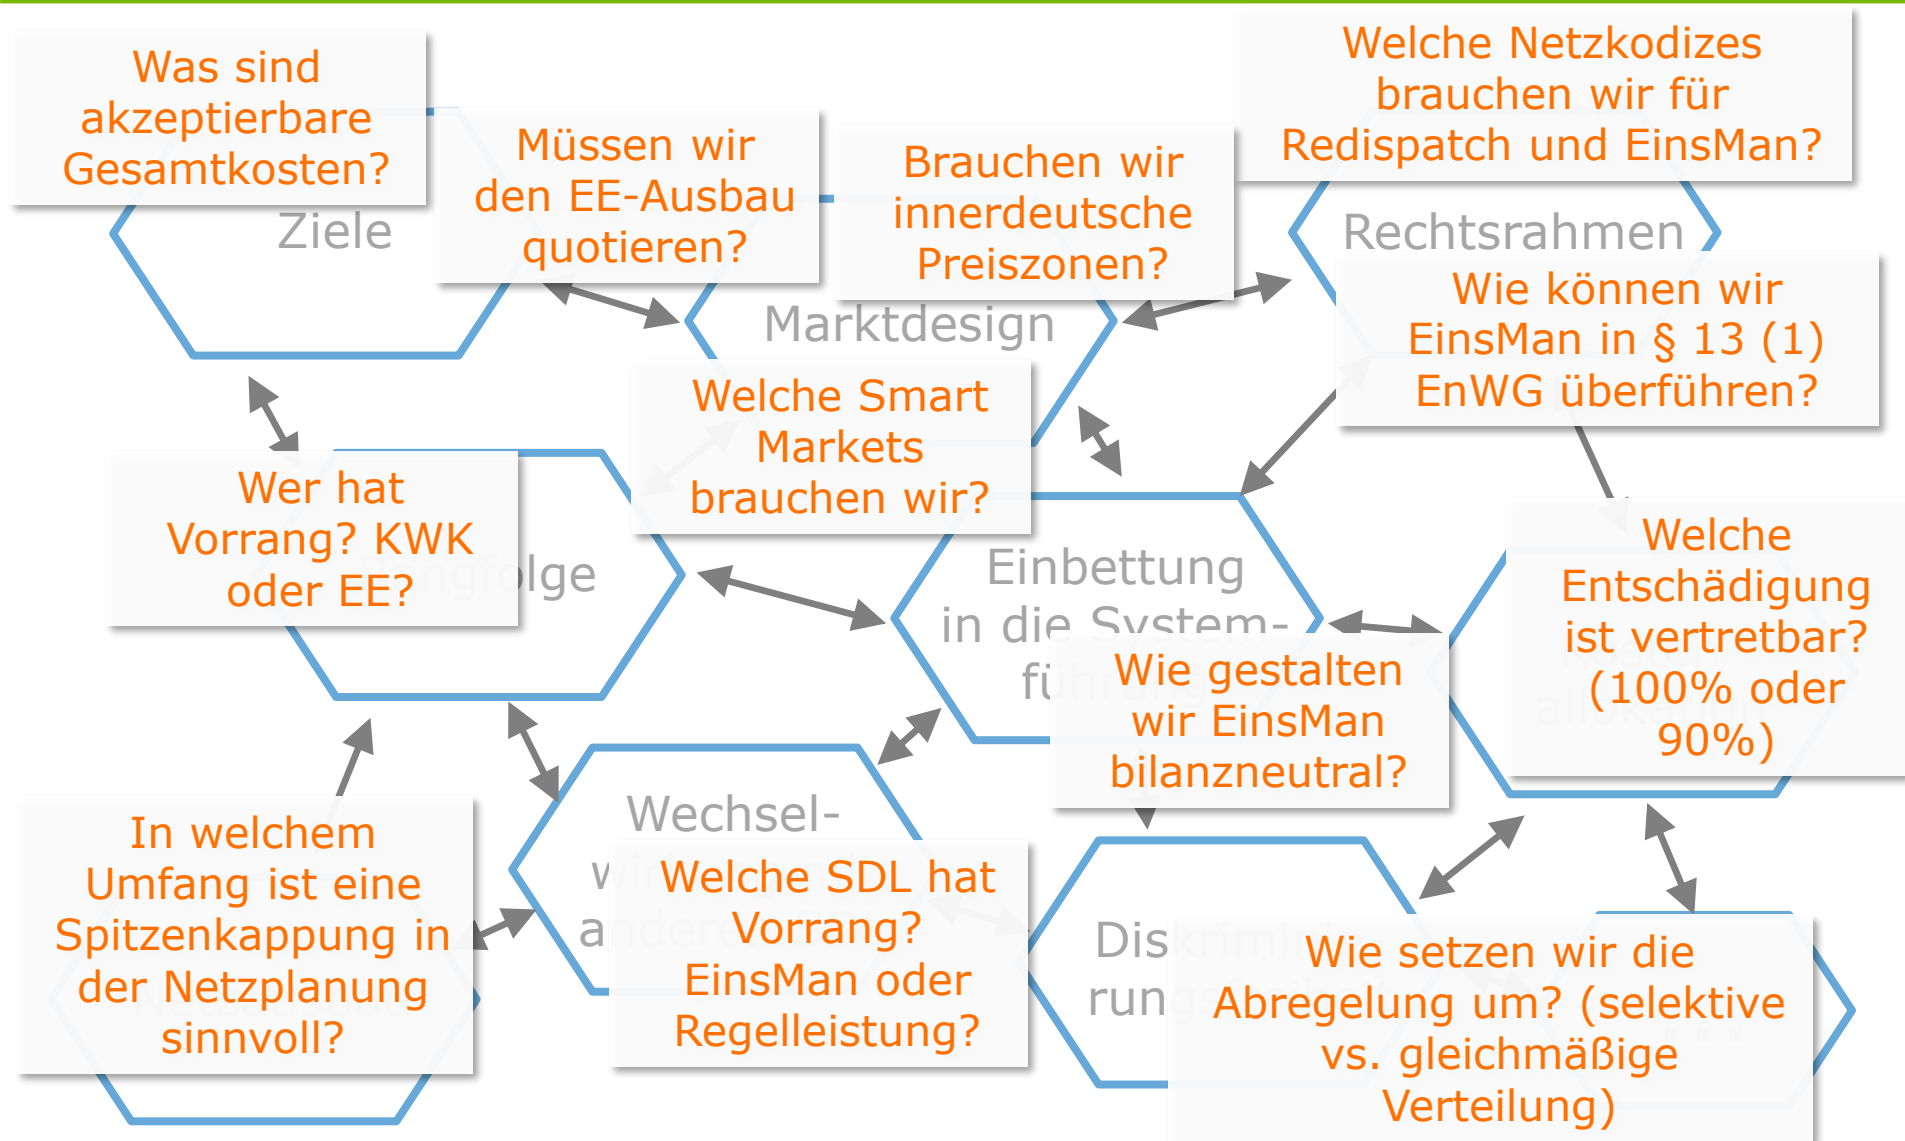 Was sind
akzeptierbare
Gesamtkosten?
Welche Netzkodizes
brauchen wir für
Redispatch und EinsMan?
Müssen wir
den EE-Ausbau
quotieren?
Brauchen wir
innerdeutsche
Preiszonen?
Ziele
Rechtsrahmen
Marktdesign
Wie können wir
EinsMan in § 13 (1)
EnWG überführen?
Welche Smart
Markets
brauchen wir?
Wer hat
Vorrang? KWK
oder EE?
Rangfolge
Einbettung
in die System-
führung
Welche
Entschädigung
ist vertretbar?
(100% oder
90%)
Wie gestalten
wir EinsMan
bilanzneutral?
Wechsel-
In welchem
Umfang ist eine
Spitzenkappung in
der Netzplanung
sinnvoll?
Welche SDL hat
Vorrang?
EinsMan oder
Regelleistung?
Wie setzen wir die
Abregelung um? (selektive
vs. gleichmäßige
Verteilung)